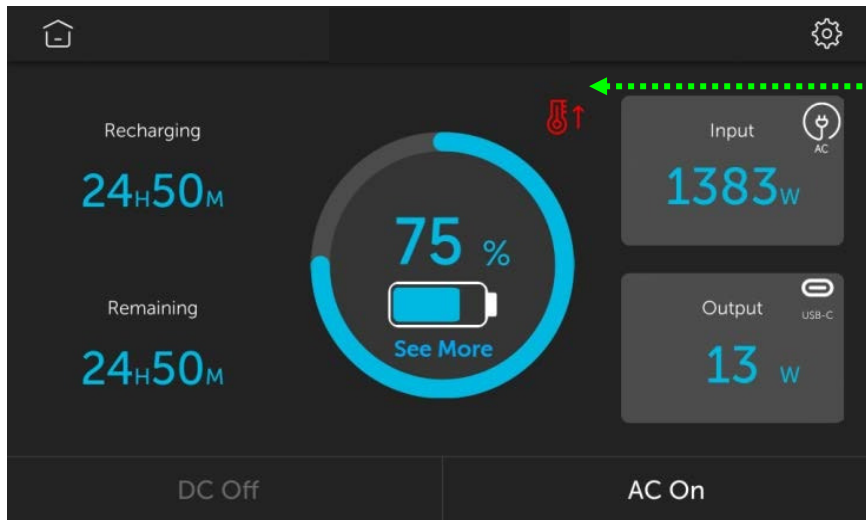 Recharging
24H50M
Remaining
24H50M
75 %
See More
Input
AC
1383W
Output
USB-C
13 W
DC Off
AC On